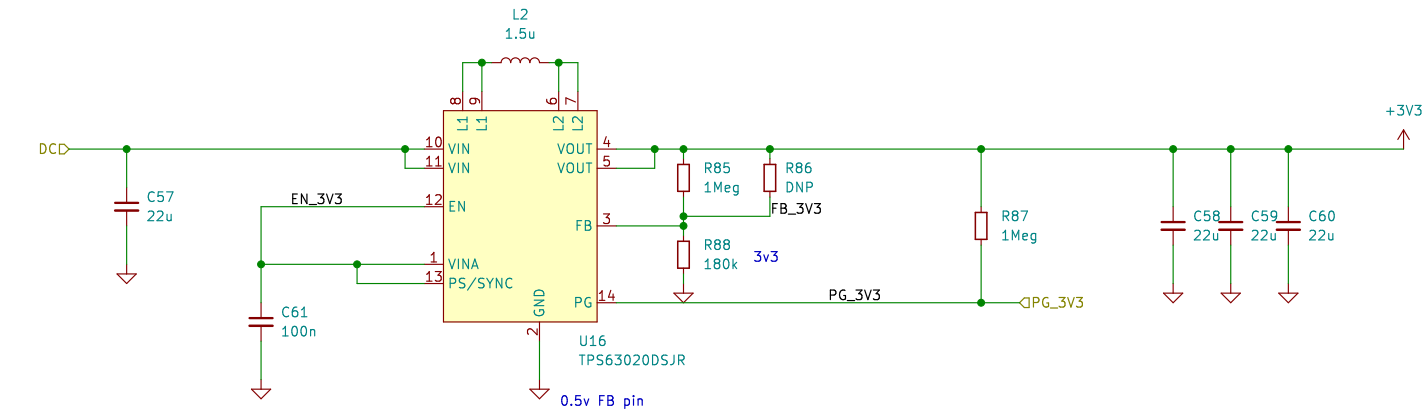 L2
1.5u
8
9
6
7
L1
L1
L2
L2
+3V3
DC
10
VIN
VOUT
4
11
VIN
VOUT
5
R85
1Meg
R86
DNP
C57
22u
EN_3V3
12
EN
FB_3V3
FB
3
R87
1Meg
C58
22u
C59
22u
C60
22u
R88
180k
3v3
1
VINA
13
PS/SYNC
GND
PG
14
PG_3V3
PG_3V3
C61
100n
2
U16
TPS63020DSJR
0.5v FB pin